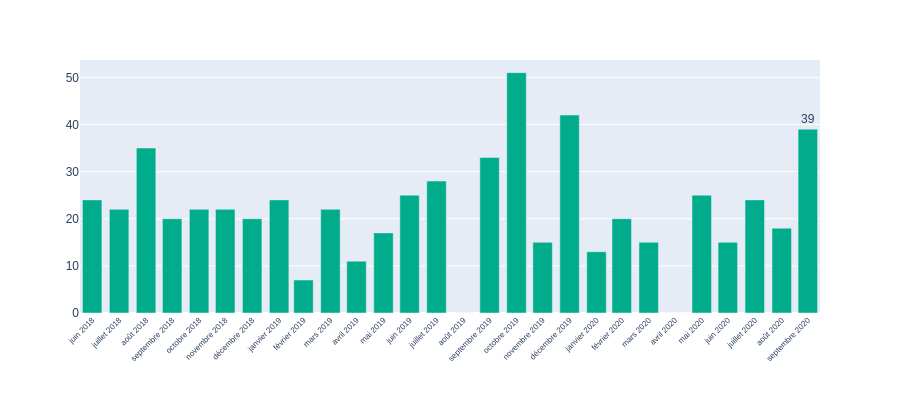 50
40
30
20
10
0
39
juin 2018
juillet 2018
août 2018
septembre 2018
octobre 2018
novembre 2018
décembre 2018
janvier 2019
février 2019
mars 2019
avril 2019
mai 2019
juin 2019
juillet 2019
août 2019
septembre 2019
octobre 2019
novembre 2019
décembre 2019
janvier 2020
février 2020
mars 2020
avril 2020
mai 2020
juin 2020
juillet 2020
août 2020
septembre 2020